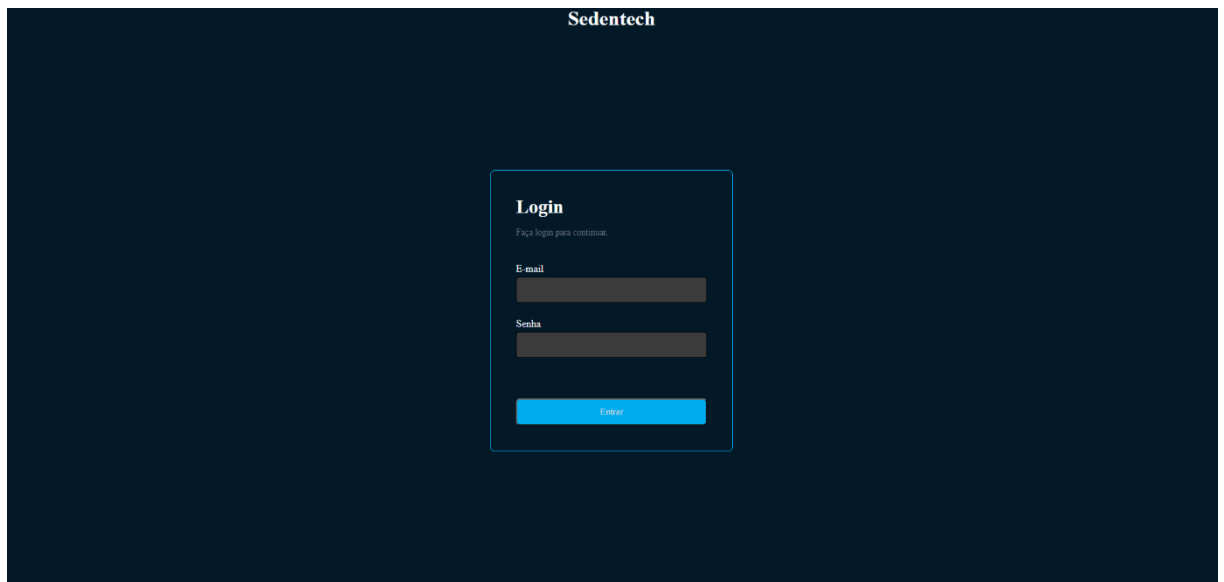 Sedentech
Login
Faça login para continuar.
E-mail
Senha
Entrar